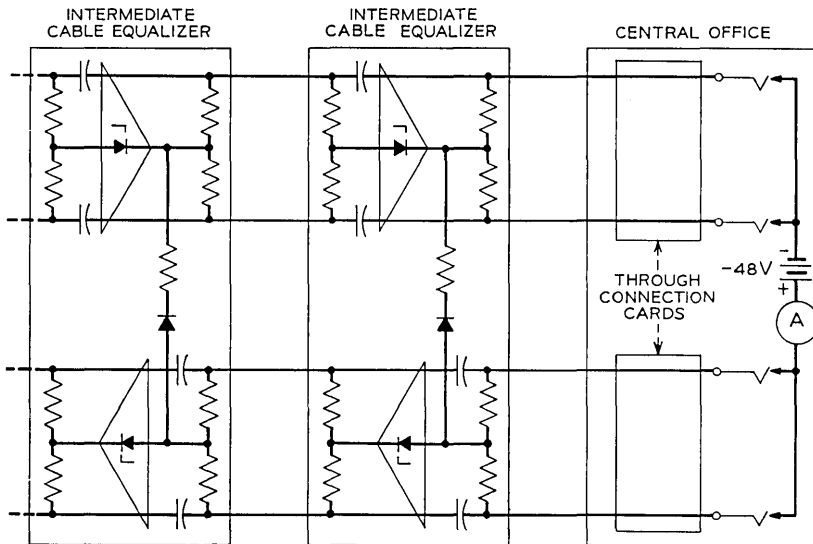 INTERMEDIATE
CABLE EQUALIZER
INTERMEDIATE
CABLE EQUALIZER
CENTRAL OFFICE
-
-48V
+
A
THROUGH
CONNECTION
CARDS